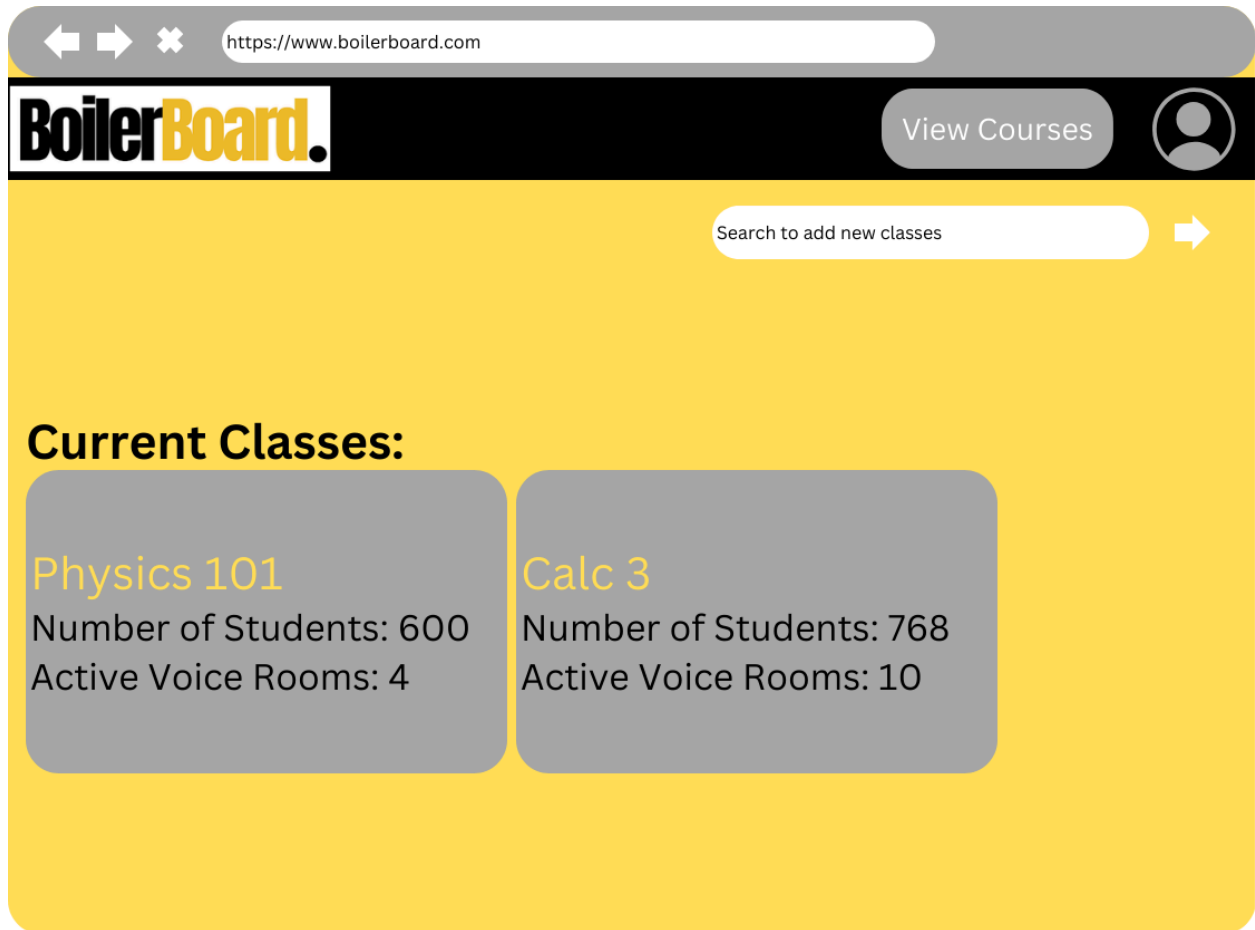 https://www.boilerboard.com
BoilerBoard.
View Courses
Search to add new classes
Current Classes:
Physics 101
Number of Students: 600
Active Voice Rooms: 4
Calc 3
Number of Students: 768
Active Voice Rooms: 10